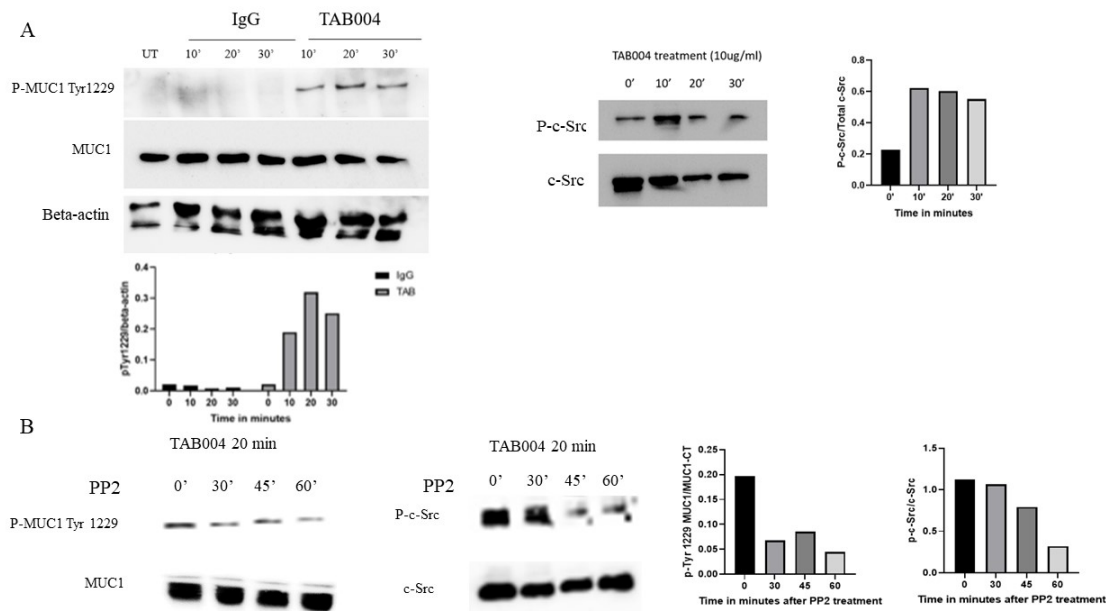 A
IgG TAB004
UT 10' 20' 30' 10' 20' 30'
P-MUC1 Tyr1229
MUC1
Beta-actin
pTyr1229/beta-actin
0.4
0.3
0.2
0.1
0.0
0 10 20 30 0 10 20 30
Time in minutes
IgG
TAB
TAB004 treatment (10ug/ml)
0' 10' 20' 30'
P-c-Src
c-Src
P-c-Src/Total c-Src
0.8
0.6
0.4
0.2
0.0
0' 10' 20' 30'
Time in minutes
B
TAB004 20 min
PP2 0’ 30’ 45’ 60’
P-MUC1 Tyr 1229
MUC1
TAB004 20 min
PP2 0’ 30’ 45’ 60’
P-c-Src
c-Src
p-Tyr 1229 MUC1/MUC1-CT
0.25
0.20
0.15
0.10
0.05
0.00
0 30 45 60
Time in minutes after PP2 treatment
p-c-Src/c-Src
1.5
1.0
0.5
0.0
0 30 45 60
Time in minutes after PP2 treatment